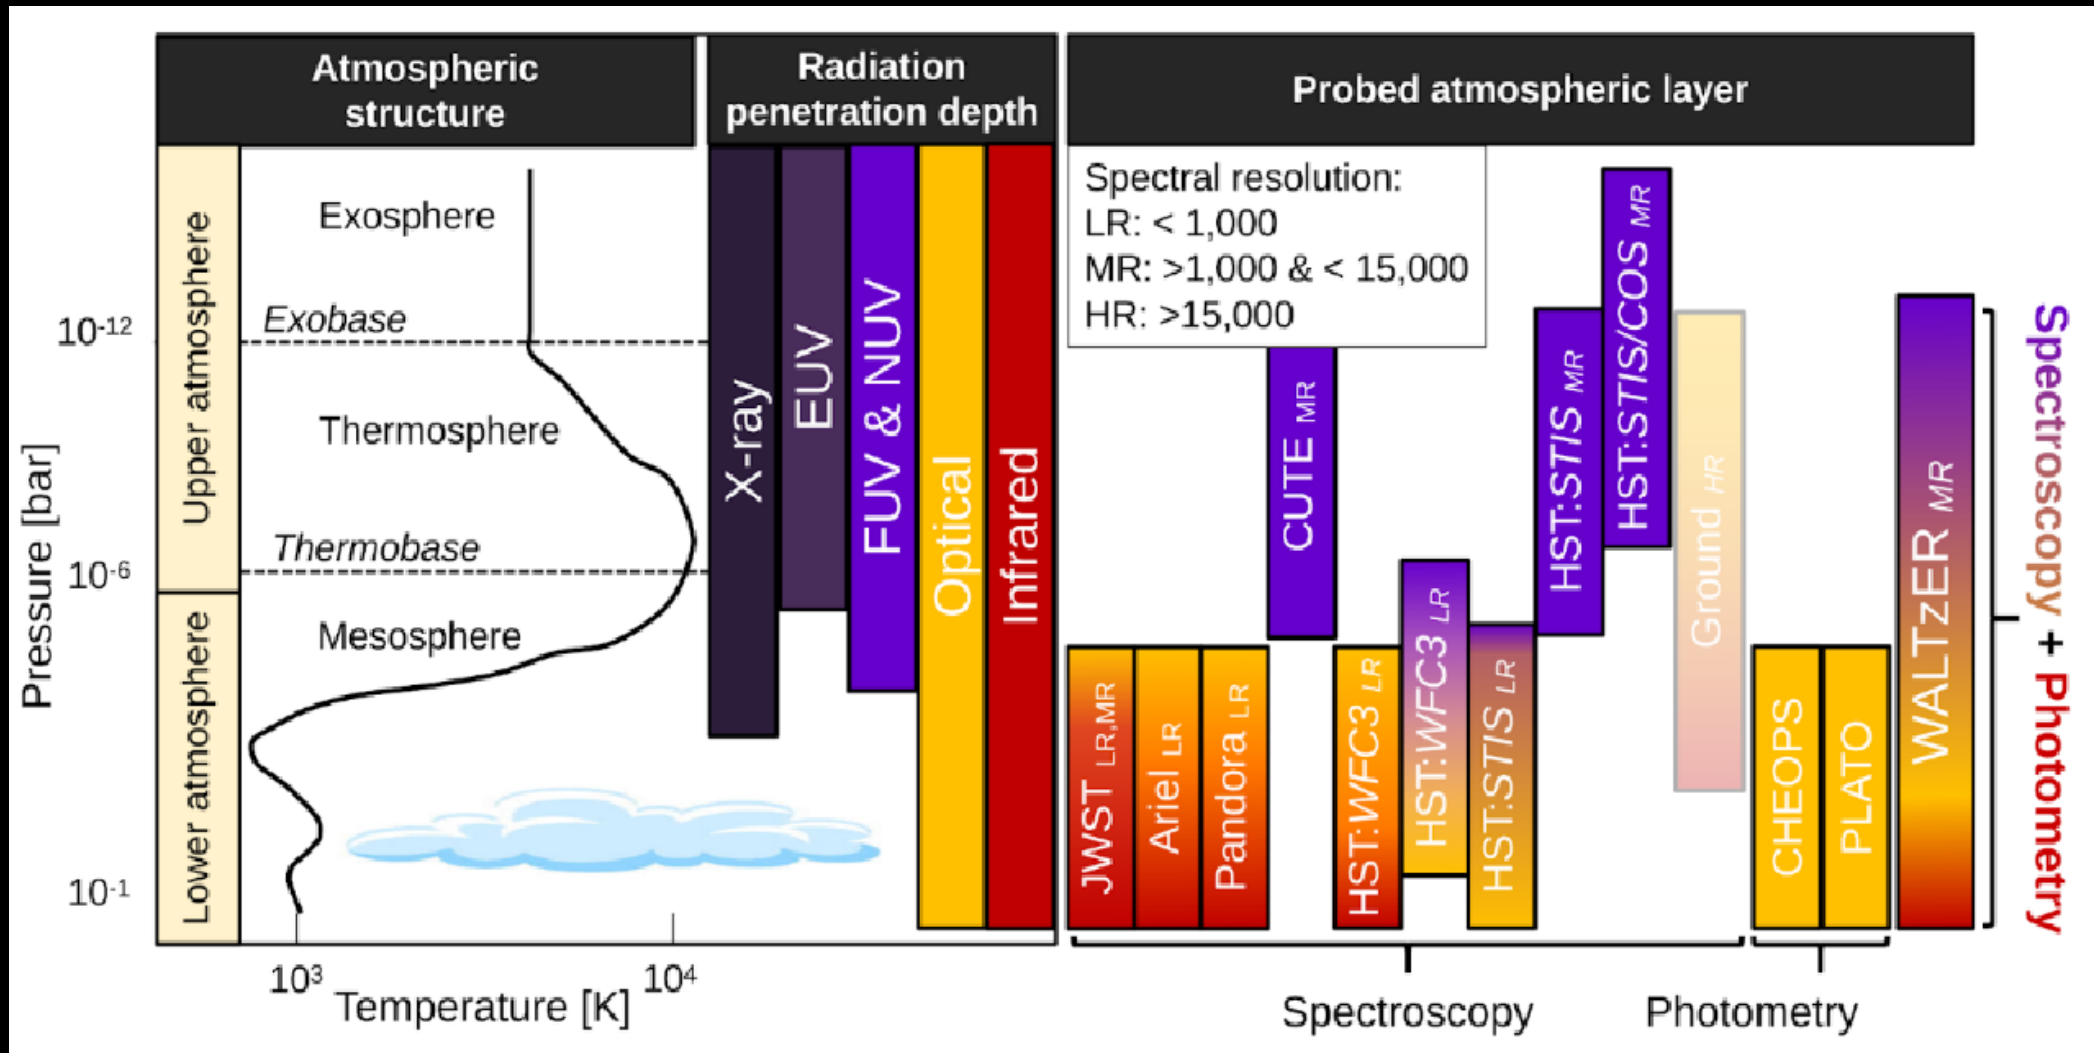 Atmospheric
structure
Radiation
penetration depth
Probed atmospheric layer
Pressure [bar]
10-12
10-6
10-1
Upper atmosphere
Lower atmosphere
Exosphere
Exobase
Thermosphere
Thermobase
Mesosphere
103
104
Temperature [K]
X-ray
EUV
FUV & NUV
Optical
Infrared
Spectral resolution:
LR: < 1,000
MR: >1,000 & < 15,000
HR: >15,000
JWST LR,MR
Ariel LR
Pandora LR
CUTE MR
HST:WFC3 LR
HST:WFC3 LR
HST:STIS LR
HST:STIS MR
HST:STIS/COS MR
Ground HR
CHEOPS
PLATO
WALTzER MR
Spectroscopy + Photometry
Spectroscopy
Photometry